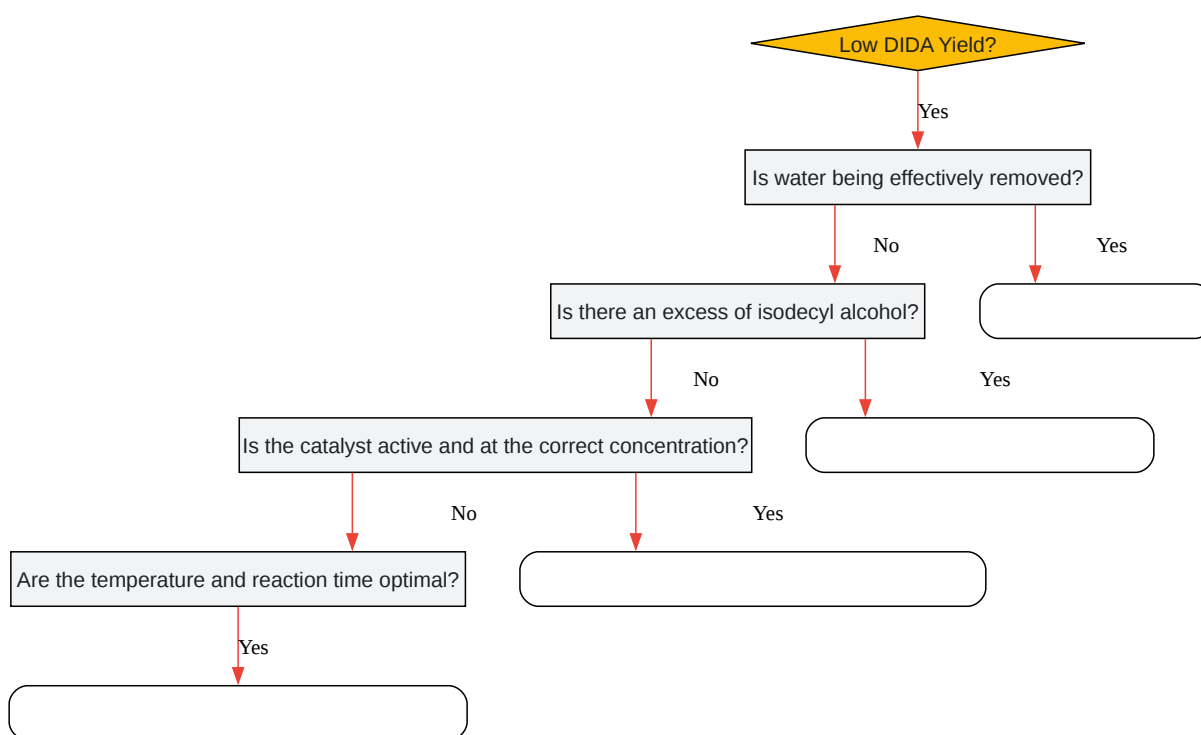 Low DIDA Yield?
Yes
Is water being effectively removed?
No
Yes
Is there an excess of isodecyl alcohol?
No
Yes
Is the catalyst active and at the correct concentration?
No
Yes
Are the temperature and reaction time optimal?
Yes